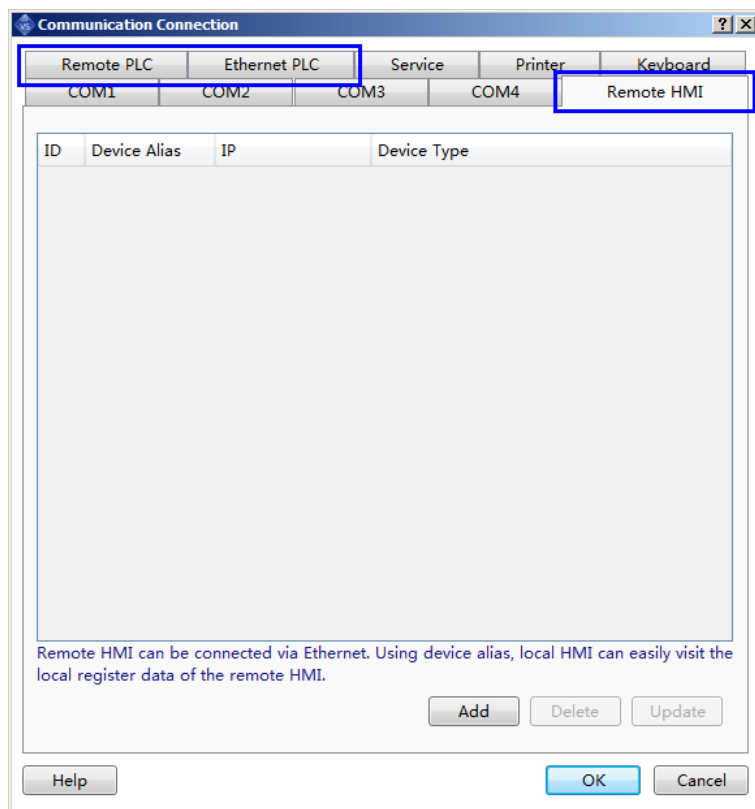 Communication Connection
Remote PLC Ethernet PLC Service Printer Keyboard
COM1 COM2 COM3 COM4 Remote HMI
ID Device Alias IP Device Type
Remote HMI can be connected via Ethernet. Using device alias, local HMI can easily visit the
local register data of the remote HMI.
Add Delete Update
Help OK Cancel